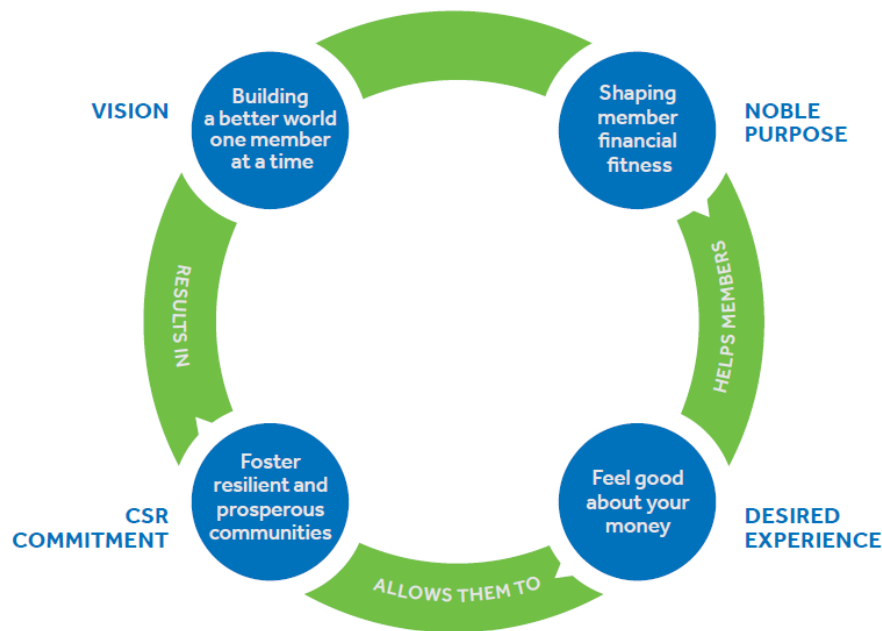 VISION
Building
a better world
one member
at a time
Shaping
member
financial
fitness
NOBLE
PURPOSE
HELPS MEMBERS
Feel good
about your
money
DESIRED
EXPERIENCE
ALLOWS THEM TO
Foster
resilient and
prosperous
communities
CSR
COMMITMENT
RESULTS IN